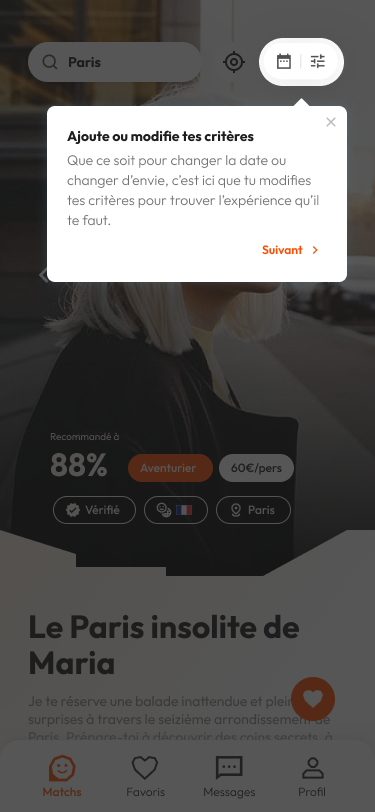 Paris
Ajoute ou modifie tes critères
Que ce soit pour changer la date ou
changer d'envie, c'est ici que tu modifies
tes critères pour trouver l'expérience qu'il
te faut.
Suivant
Recommandé à
88%
Aventurier
60€/pers
Vérifié
Paris
Le Paris insolite de
Maria
Je te réserve une balade inattendue et plein
surprises à travers le seizième arrondissement de
Paris. Prépare-toi à découvrir des coins secrets, à
Matchs
Favoris
Messages
Profil